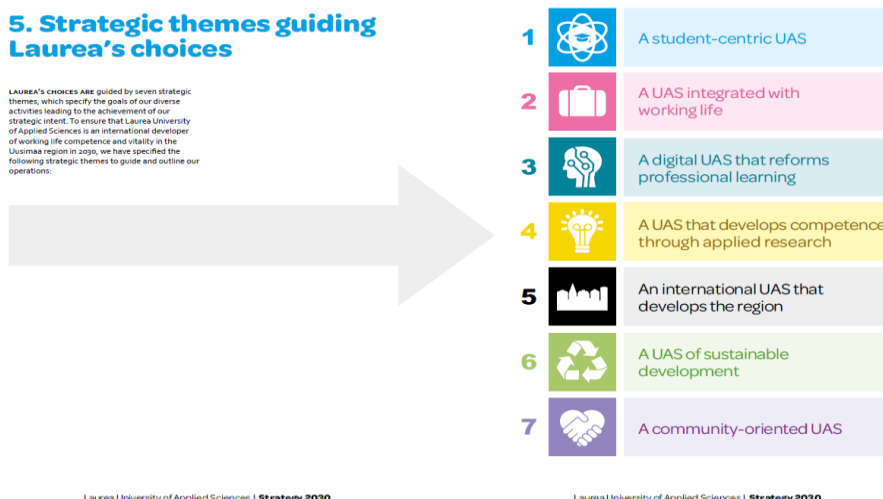 5. Strategic themes guiding
Laurea's choices
LAUREA'S CHOICES ARE guided by seven strategic
themes, which specify the goals of our diverse
activities leading to the achievement of our
strategic intent. To ensure that Laurea University
of Applied Sciences is an international developer
of working life competence and vitality in the
Uusimaa region in 2030, we have specified the
following strategic themes to guide and outline our
operations:
1
A student-centric UAS
2
A UAS integrated with
working life
3
A digital UAS that reforms
professional learning
4
A UAS that develops competence
through applied research
5
An international UAS that
develops the region
6
A UAS of sustainable
development
7
A community-oriented UAS
Laurea University of Applied Sciences | Strategy 2030
Laurea University of Applied Sciences | Strategy 2030